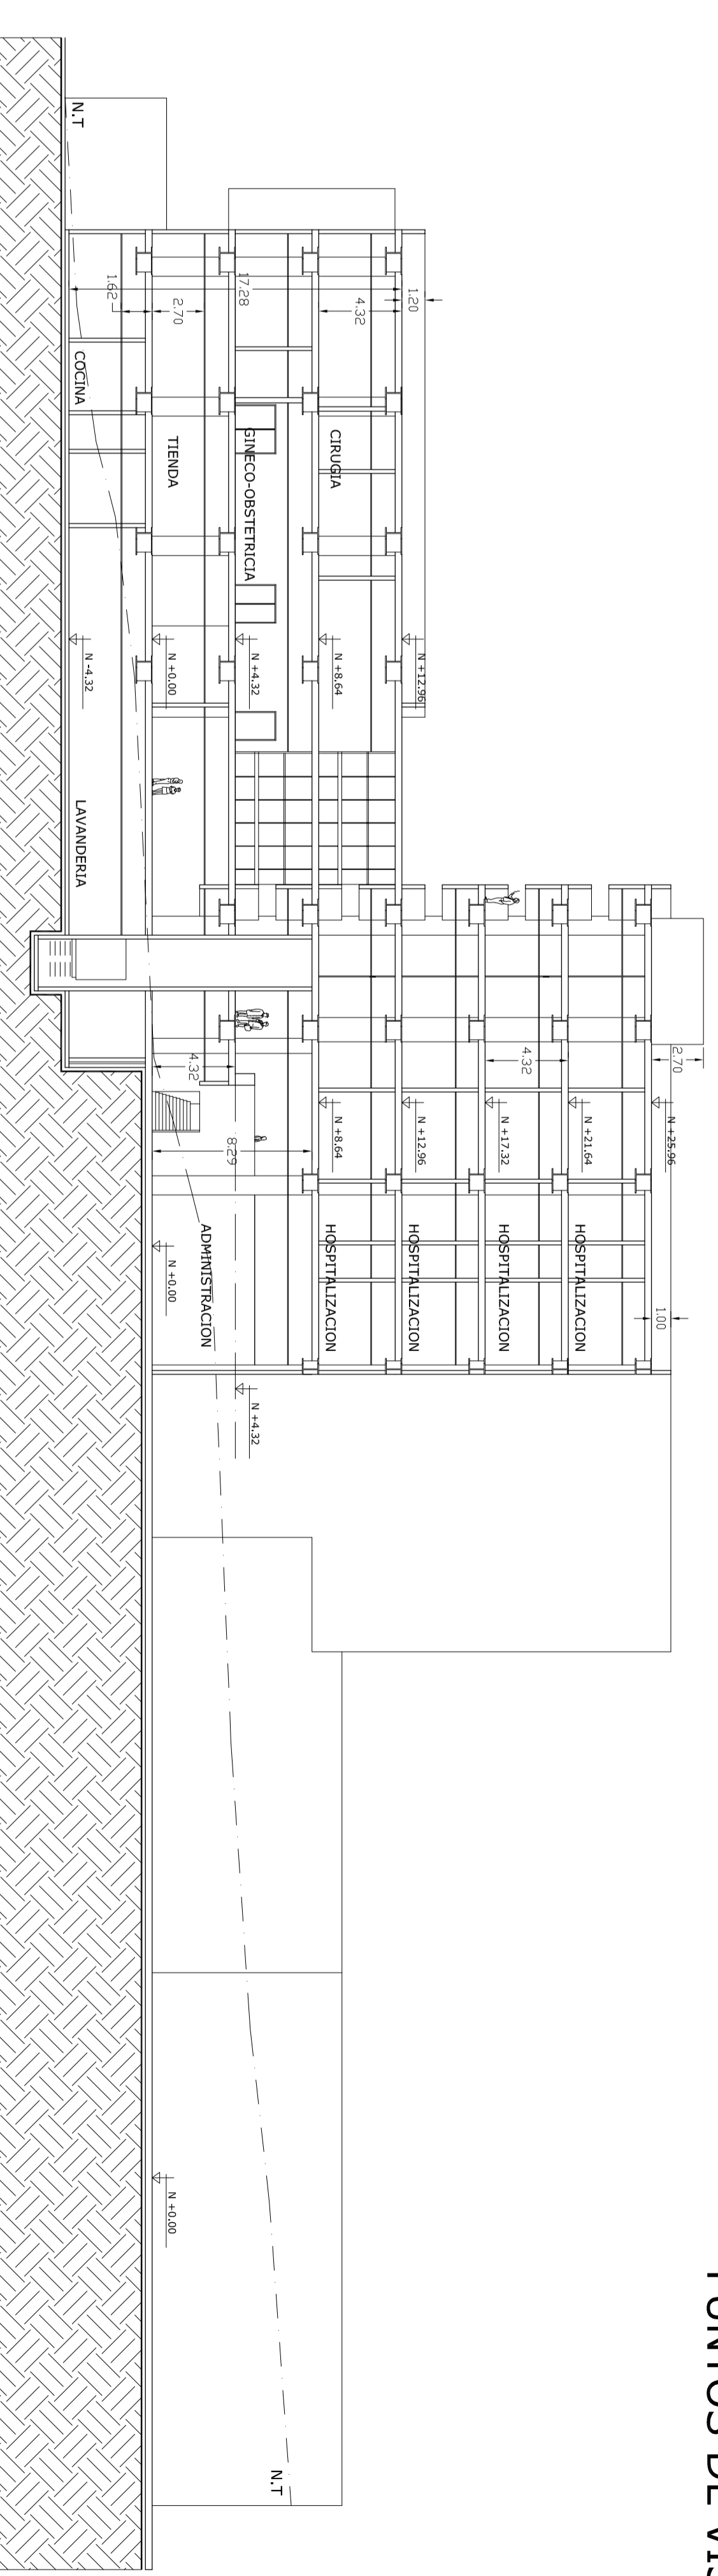 PUNTOS DE VIS
2.70
N +25.96
1.00
N +21.64
HOSPITALIZACION
4.32
N +17.32
HOSPITALIZACION
1.20
N +12.96
N +12.96
HOSPITALIZACION
4.32
CIRUGIA
N +8.64
N +8.64
HOSPITALIZACION
17.28
GINECO-OBSTETRICIA
N +4.32
8.29
N +4.32
N.T
2.70
TIENDA
N +0.00
4.32
ADMINISTRACION
N +0.00
N +0.00
1.62
N.T
COCINA
N -4.32
LAVANDERIA